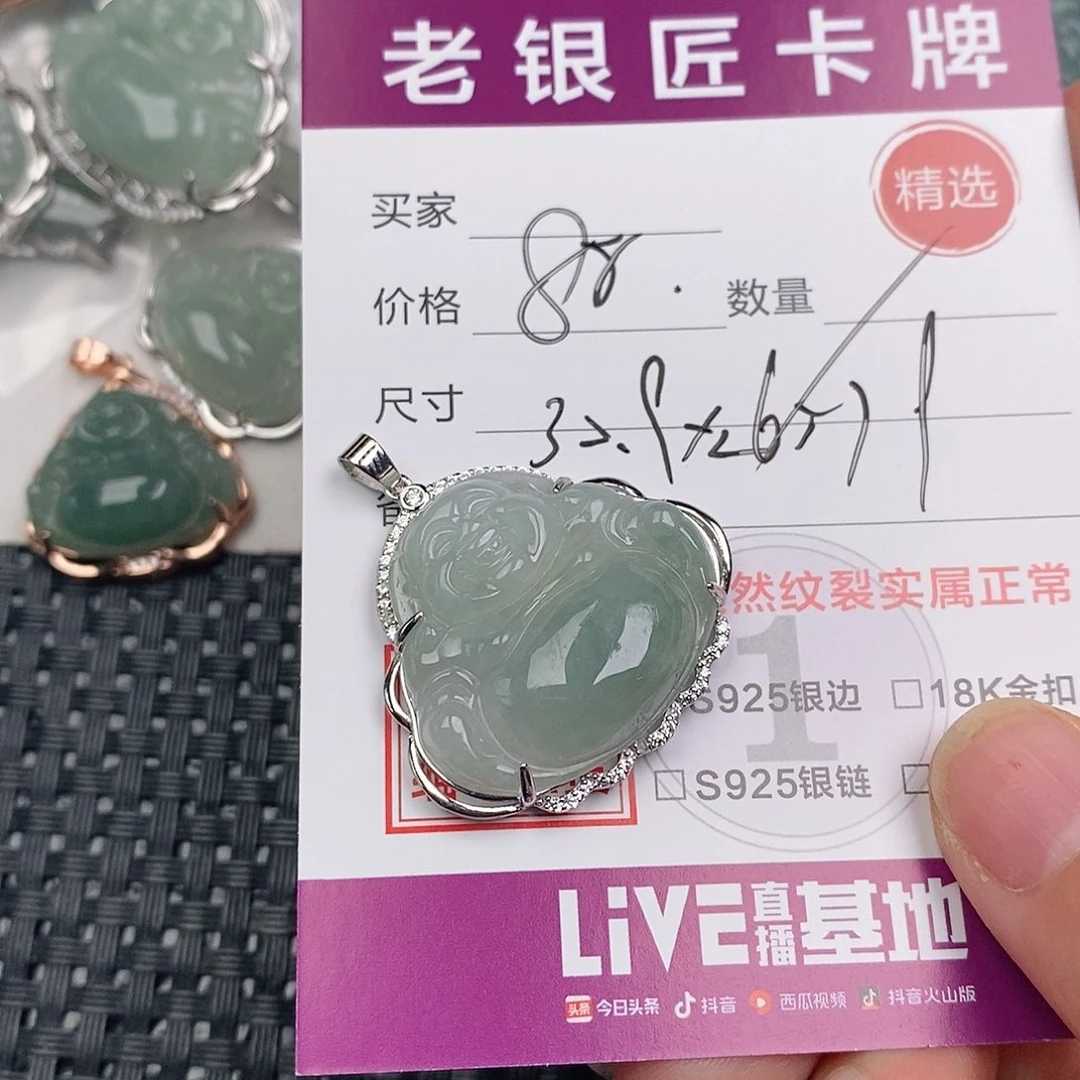 老银匠卡牌
精选
买家
价格 88. 数量
尺寸
然纹裂实属正常
1
S925银边 □18K金扣
□S925银链 □
LiVE直播基地
头条 今日头条 抖音 西瓜视频 抖音火山版